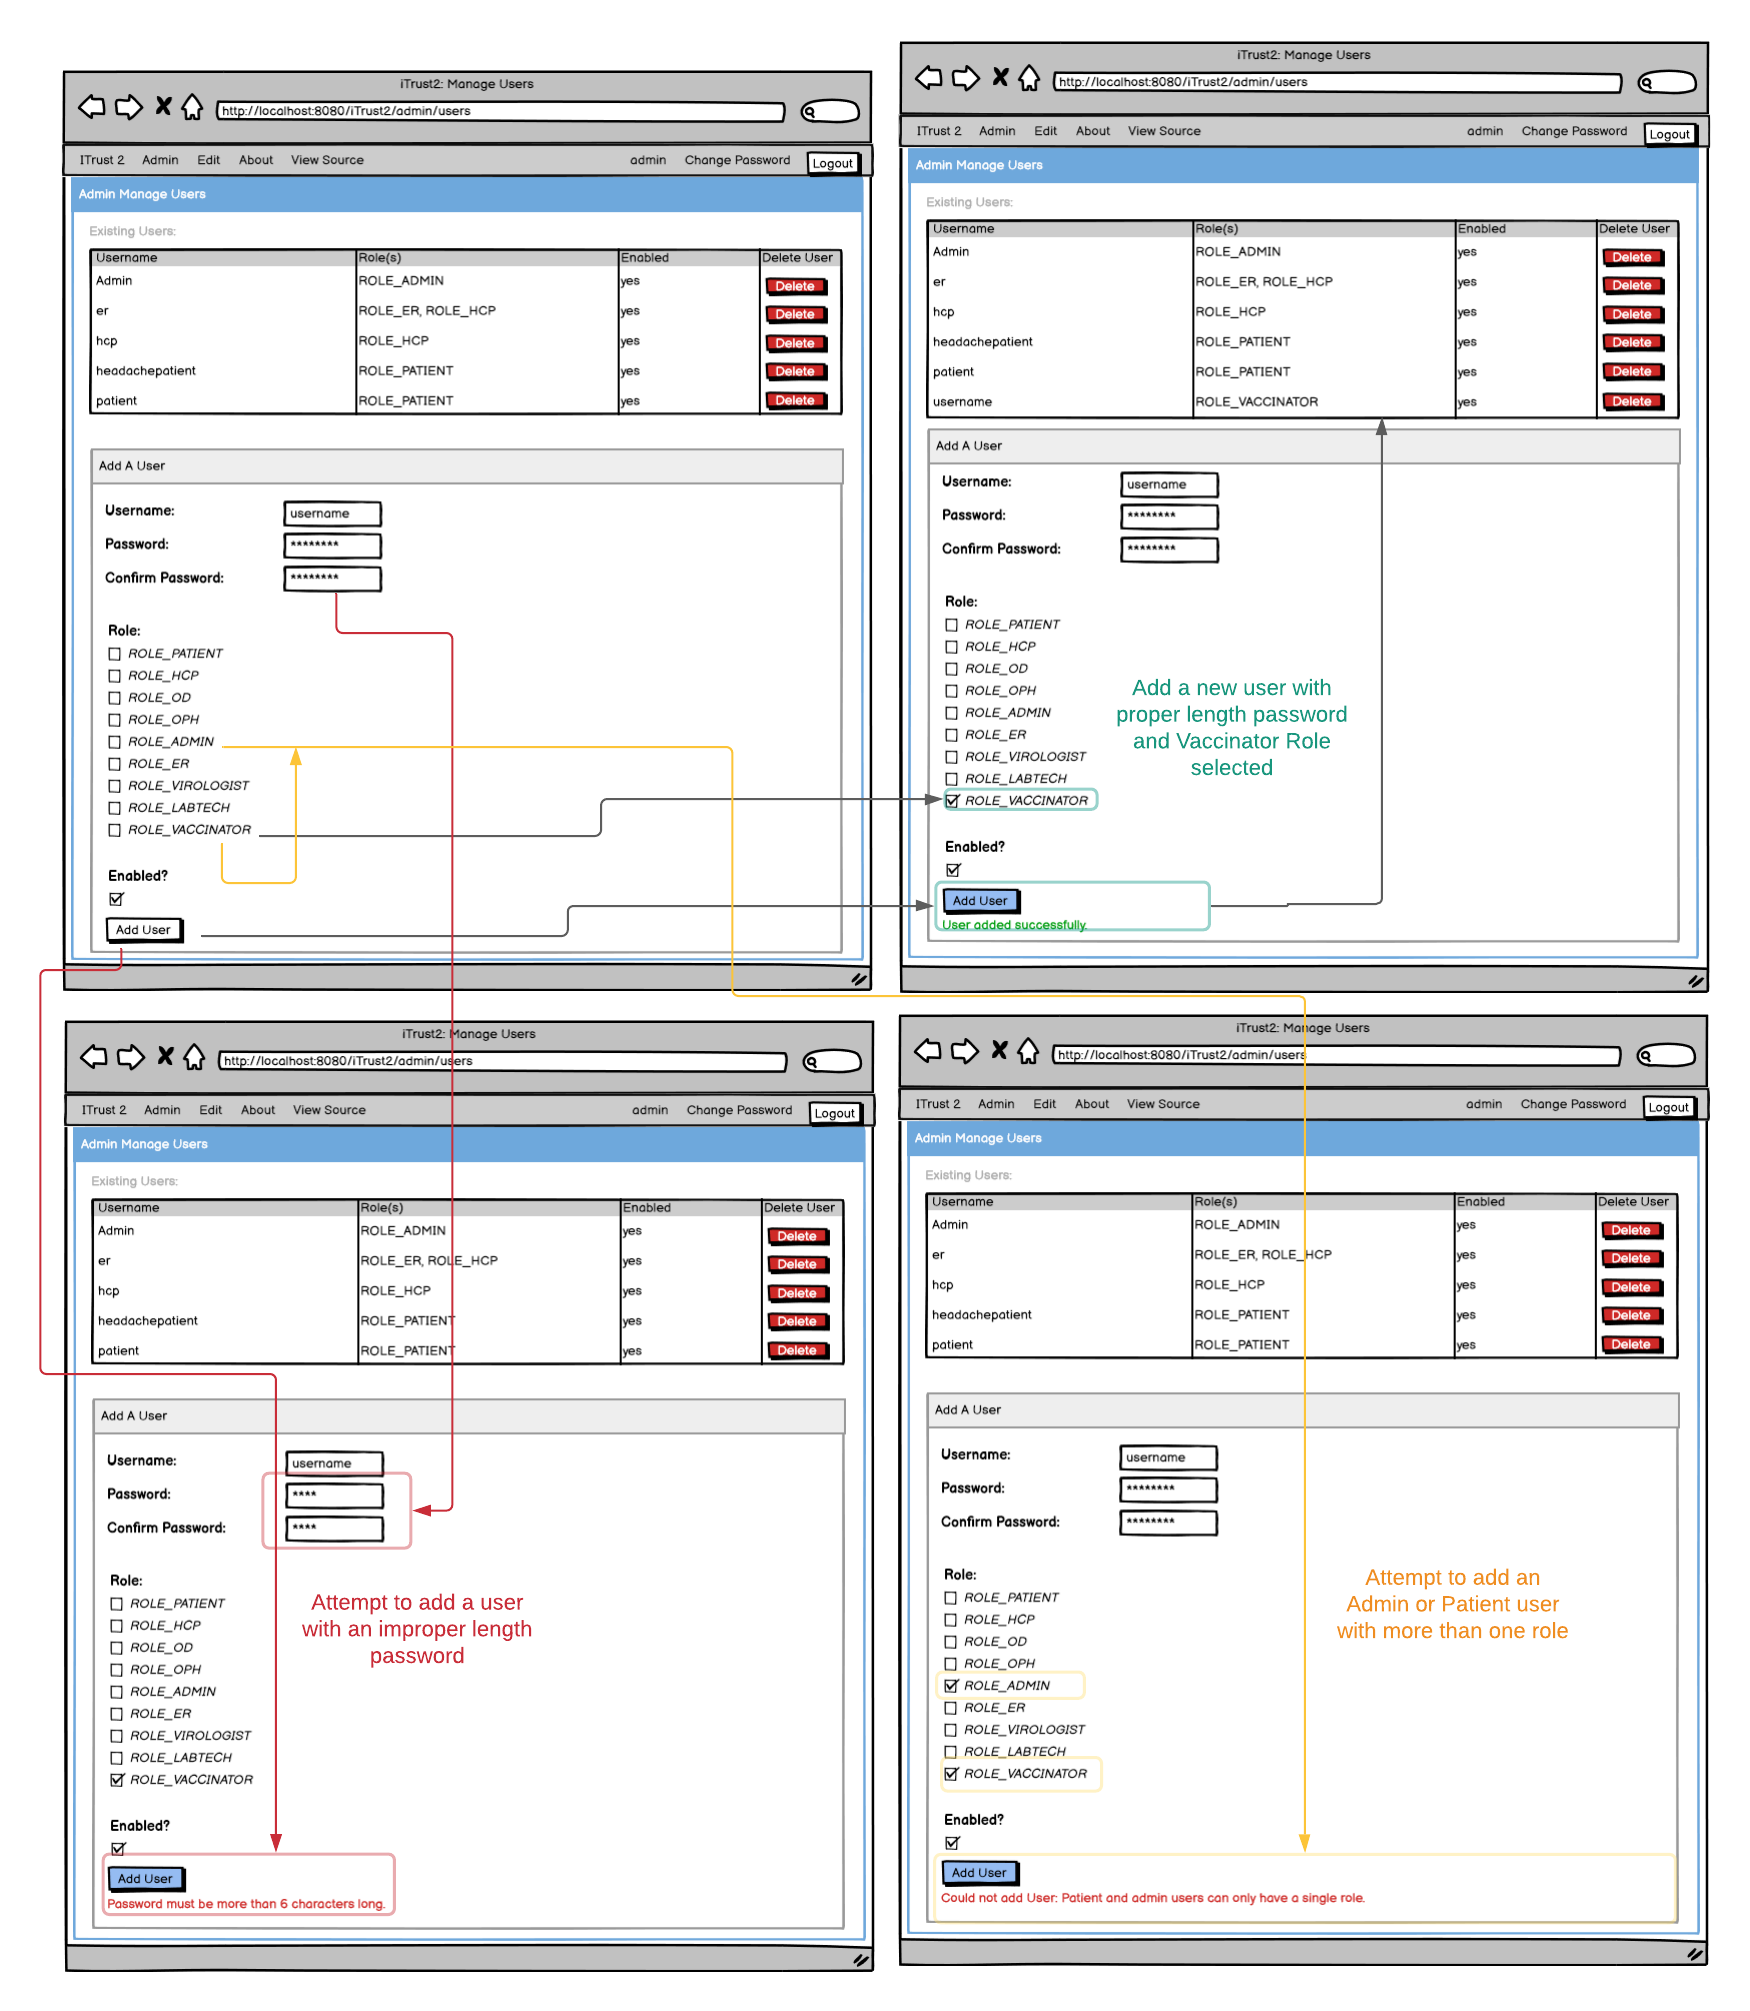 iTrust2: Manage Users
http://localhost:8080/iTrust2/admin/users
ITrust 2 Admin Edit About View Source admin Change Password Logout
Admin Manage Users
Existing Users:
Username Role(s) Enabled Delete User
Admin ROLE_ADMIN yes Delete
er ROLE_ER, ROLE_HCP yes Delete
hcp ROLE_HCP yes Delete
headachepatient ROLE_PATIENT yes Delete
patient ROLE_PATIENT yes Delete
Add A User
Username: username
Password: ********
Confirm Password: ********
Role:
ROLE_PATIENT
ROLE_HCP
ROLE_OD
ROLE_OPH
ROLE_ADMIN
ROLE_ER
ROLE_VIROLOGIST
ROLE_LABTECH
ROLE_VACCINATOR
Enabled?
Add User
iTrust2: Manage Users
http://localhost:8080/iTrust2/admin/users
ITrust 2 Admin Edit About View Source admin Change Password Logout
Admin Manage Users
Existing Users:
Username Role(s) Enabled Delete User
Admin ROLE_ADMIN yes Delete
er ROLE_ER, ROLE_HCP yes Delete
hcp ROLE_HCP yes Delete
headachepatient ROLE_PATIENT yes Delete
patient ROLE_PATIENT yes Delete
username ROLE_VACCINATOR yes Delete
Add A User
Username: username
Password: ********
Confirm Password: ********
Role:
ROLE_PATIENT
ROLE_HCP
ROLE_OD
ROLE_OPH
ROLE_ADMIN
ROLE_ER
ROLE_VIROLOGIST
ROLE_LABTECH
ROLE_VACCINATOR
Add a new user with
proper length password
and Vaccinator Role
selected
Enabled?
Add User
User added successfully.
iTrust2: Manage Users
http://localhost:8080/iTrust2/admin/users
ITrust 2 Admin Edit About View Source admin Change Password Logout
Admin Manage Users
Existing Users:
Username Role(s) Enabled Delete User
Admin ROLE_ADMIN yes Delete
er ROLE_ER, ROLE_HCP yes Delete
hcp ROLE_HCP yes Delete
headachepatient ROLE_PATIENT yes Delete
patient ROLE_PATIENT yes Delete
Add A User
Username: username
Password: ****
Confirm Password: ****
Role:
ROLE_PATIENT
ROLE_HCP
ROLE_OD
ROLE_OPH
ROLE_ADMIN
ROLE_ER
ROLE_VIROLOGIST
ROLE_LABTECH
ROLE_VACCINATOR
Attempt to add a user
with an improper length
password
Enabled?
Add User
Password must be more than 6 characters long.
iTrust2: Manage Users
http://localhost:8080/iTrust2/admin/users
ITrust 2 Admin Edit About View Source admin Change Password Logout
Admin Manage Users
Existing Users:
Username Role(s) Enabled Delete User
Admin ROLE_ADMIN yes Delete
er ROLE_ER, ROLE_HCP yes Delete
hcp ROLE_HCP yes Delete
headachepatient ROLE_PATIENT yes Delete
patient ROLE_PATIENT yes Delete
Add A User
Username: username
Password: ********
Confirm Password: ********
Role:
ROLE_PATIENT
ROLE_HCP
ROLE_OD
ROLE_OPH
ROLE_ADMIN
ROLE_ER
ROLE_VIROLOGIST
ROLE_LABTECH
ROLE_VACCINATOR
Attempt to add an
Admin or Patient user
with more than one role
Enabled?
Add User
Could not add User: Patient and admin users can only have a single role.